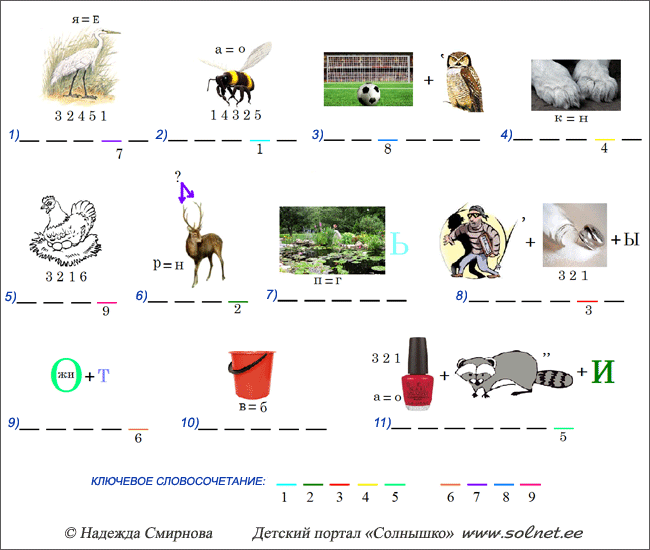 я = Е
3 2 4 5 1
а = о
1 4 3 2 5
+ ‘
к = н
1) 7
2) 1
3) 8
4) 4
3 2 1 6
?
р = н
Ь
п = г
’ + + Ы
3 2 1
5) 9
6) 2
7)
8) 3
О жи + т
в = б
3 2 1
а = о
+ ” + И
9) 6
10)
11) 5
КЛЮЧЕВОЕ СЛОВОСОЧЕТАНИЕ:
1 2 3 4 5 6 7 8 9
© Надежда Смирнова Детский портал «Солнышко» www.solnet.ee